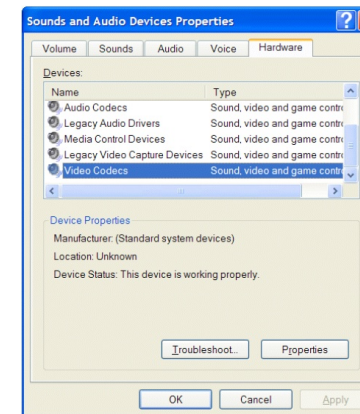 Sounds and Audio Devices Properties ?
Volume Sounds Audio Voice Hardware
Devices:
Name Type
Audio Codecs Sound, video and game contr
Legacy Audio Drivers Sound, video and game contr
Media Control Devices Sound, video and game contr
Legacy Video Capture Devices Sound, video and game contr
Video Codecs Sound, video and game contr
Device Properties
Manufacturer: (Standard system devices)
Location: Unknown
Device Status: This device is working properly.
Troubleshoot... Properties
OK Cancel Apply